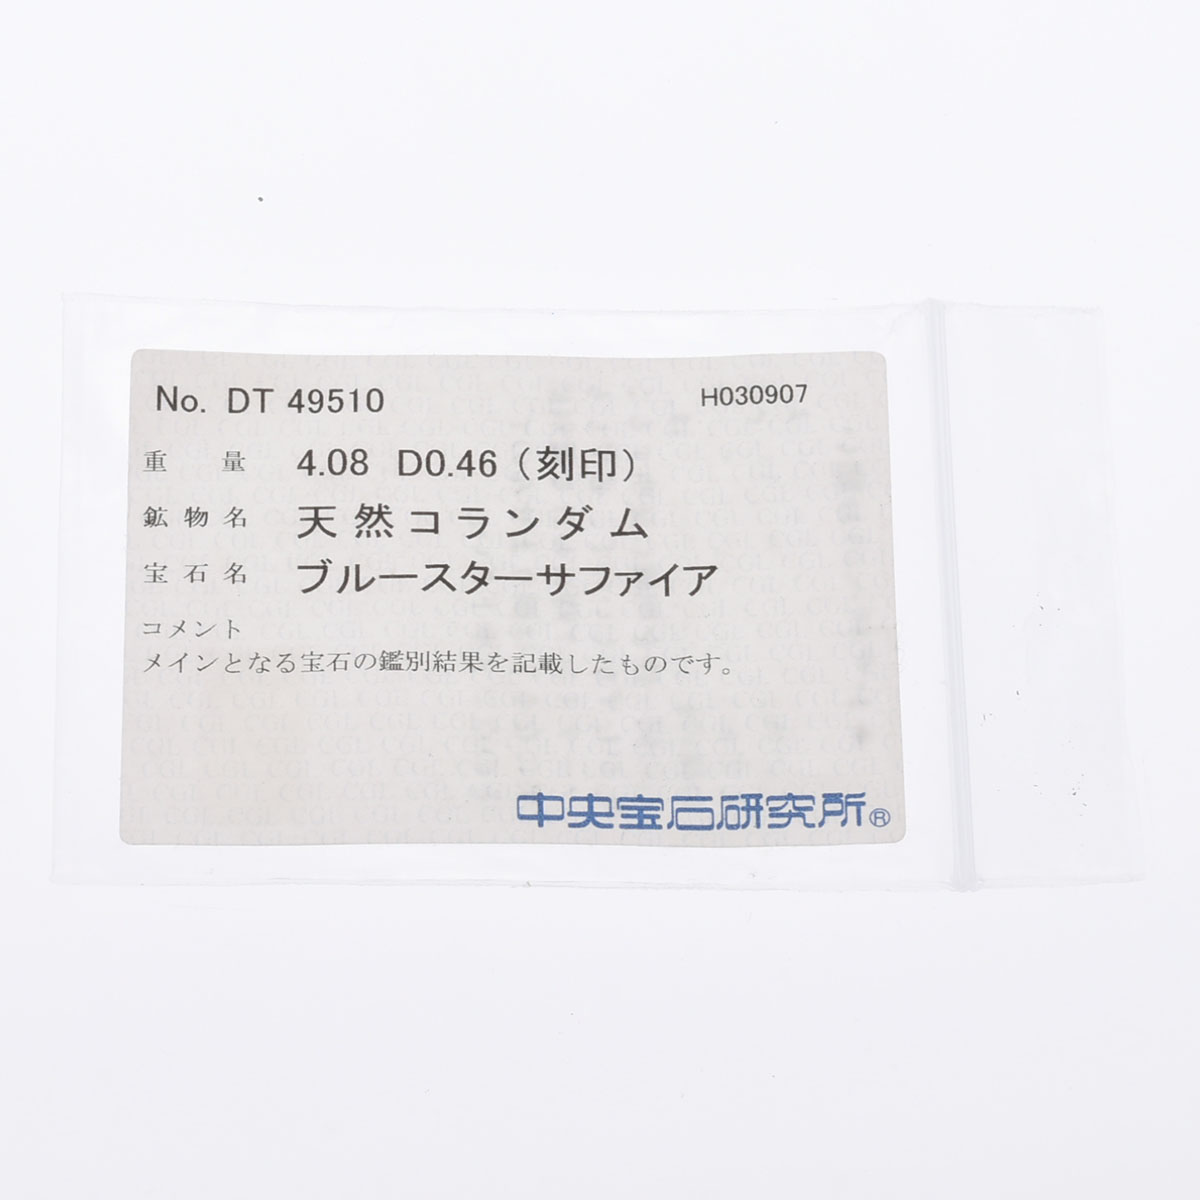 No. DT 49510 H030907
重 量 4.08 D0.46（刻印）
鉱物名 天然コランダム
宝石名 ブルースターサファイア
コメント
メインとなる宝石の鑑別結果を記載したものです。
中央宝石研究所®